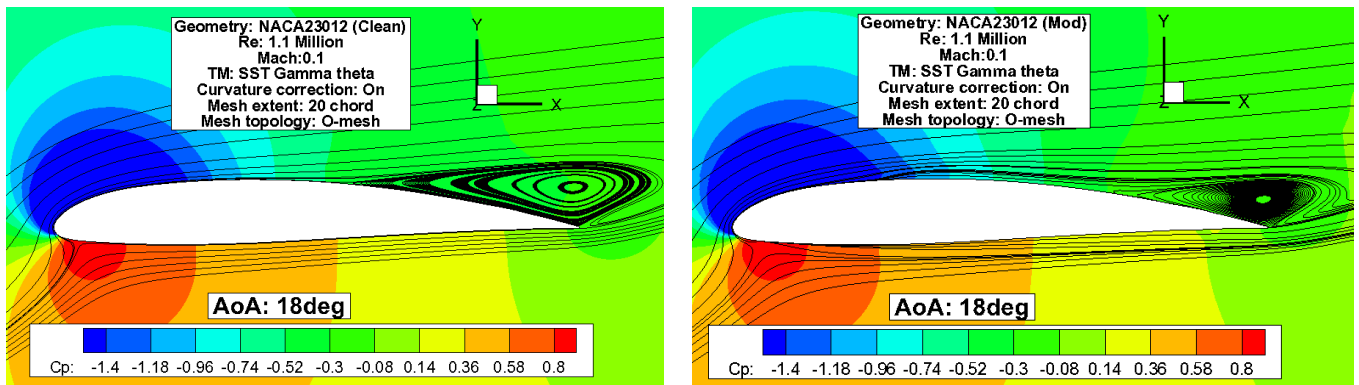 Geometry: NACA23012 (Clean)
Re: 1.1 Million
Mach:0.1
TM: SST Gamma theta
Curvature correction: On
Mesh extent: 20 chord
Mesh topology: O-mesh
Y
Z X
AoA: 18deg
Cp: -1.4 -1.18 -0.96 -0.74 -0.52 -0.3 -0.08 0.14 0.36 0.58 0.8
Geometry: NACA23012 (Mod)
Re: 1.1 Million
Mach:0.1
TM: SST Gamma theta
Curvature correction: On
Mesh extent: 20 chord
Mesh topology: O-mesh
Y
Z X
AoA: 18deg
Cp: -1.4 -1.18 -0.96 -0.74 -0.52 -0.3 -0.08 0.14 0.36 0.58 0.8